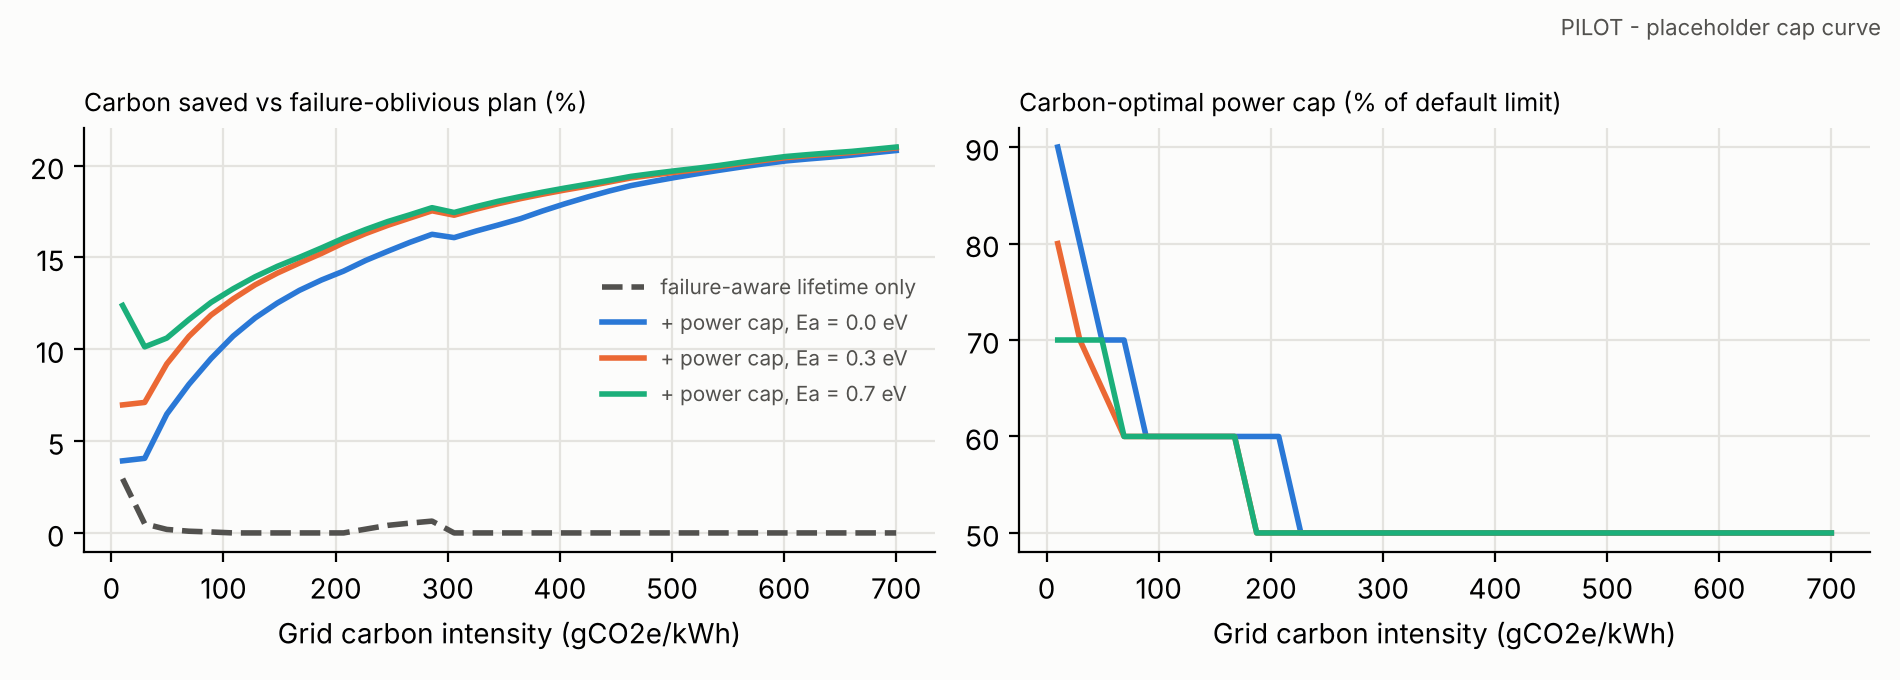 PILOT - placeholder cap curve
Carbon saved vs failure-oblivious plan (%)
20
15
10
5
0
0 100 200 300 400 500 600 700
Grid carbon intensity (gCO2e/kWh)
failure-aware lifetime only
+ power cap, Ea = 0.0 eV
+ power cap, Ea = 0.3 eV
+ power cap, Ea = 0.7 eV
Carbon-optimal power cap (% of default limit)
90
80
70
60
50
0 100 200 300 400 500 600 700
Grid carbon intensity (gCO2e/kWh)